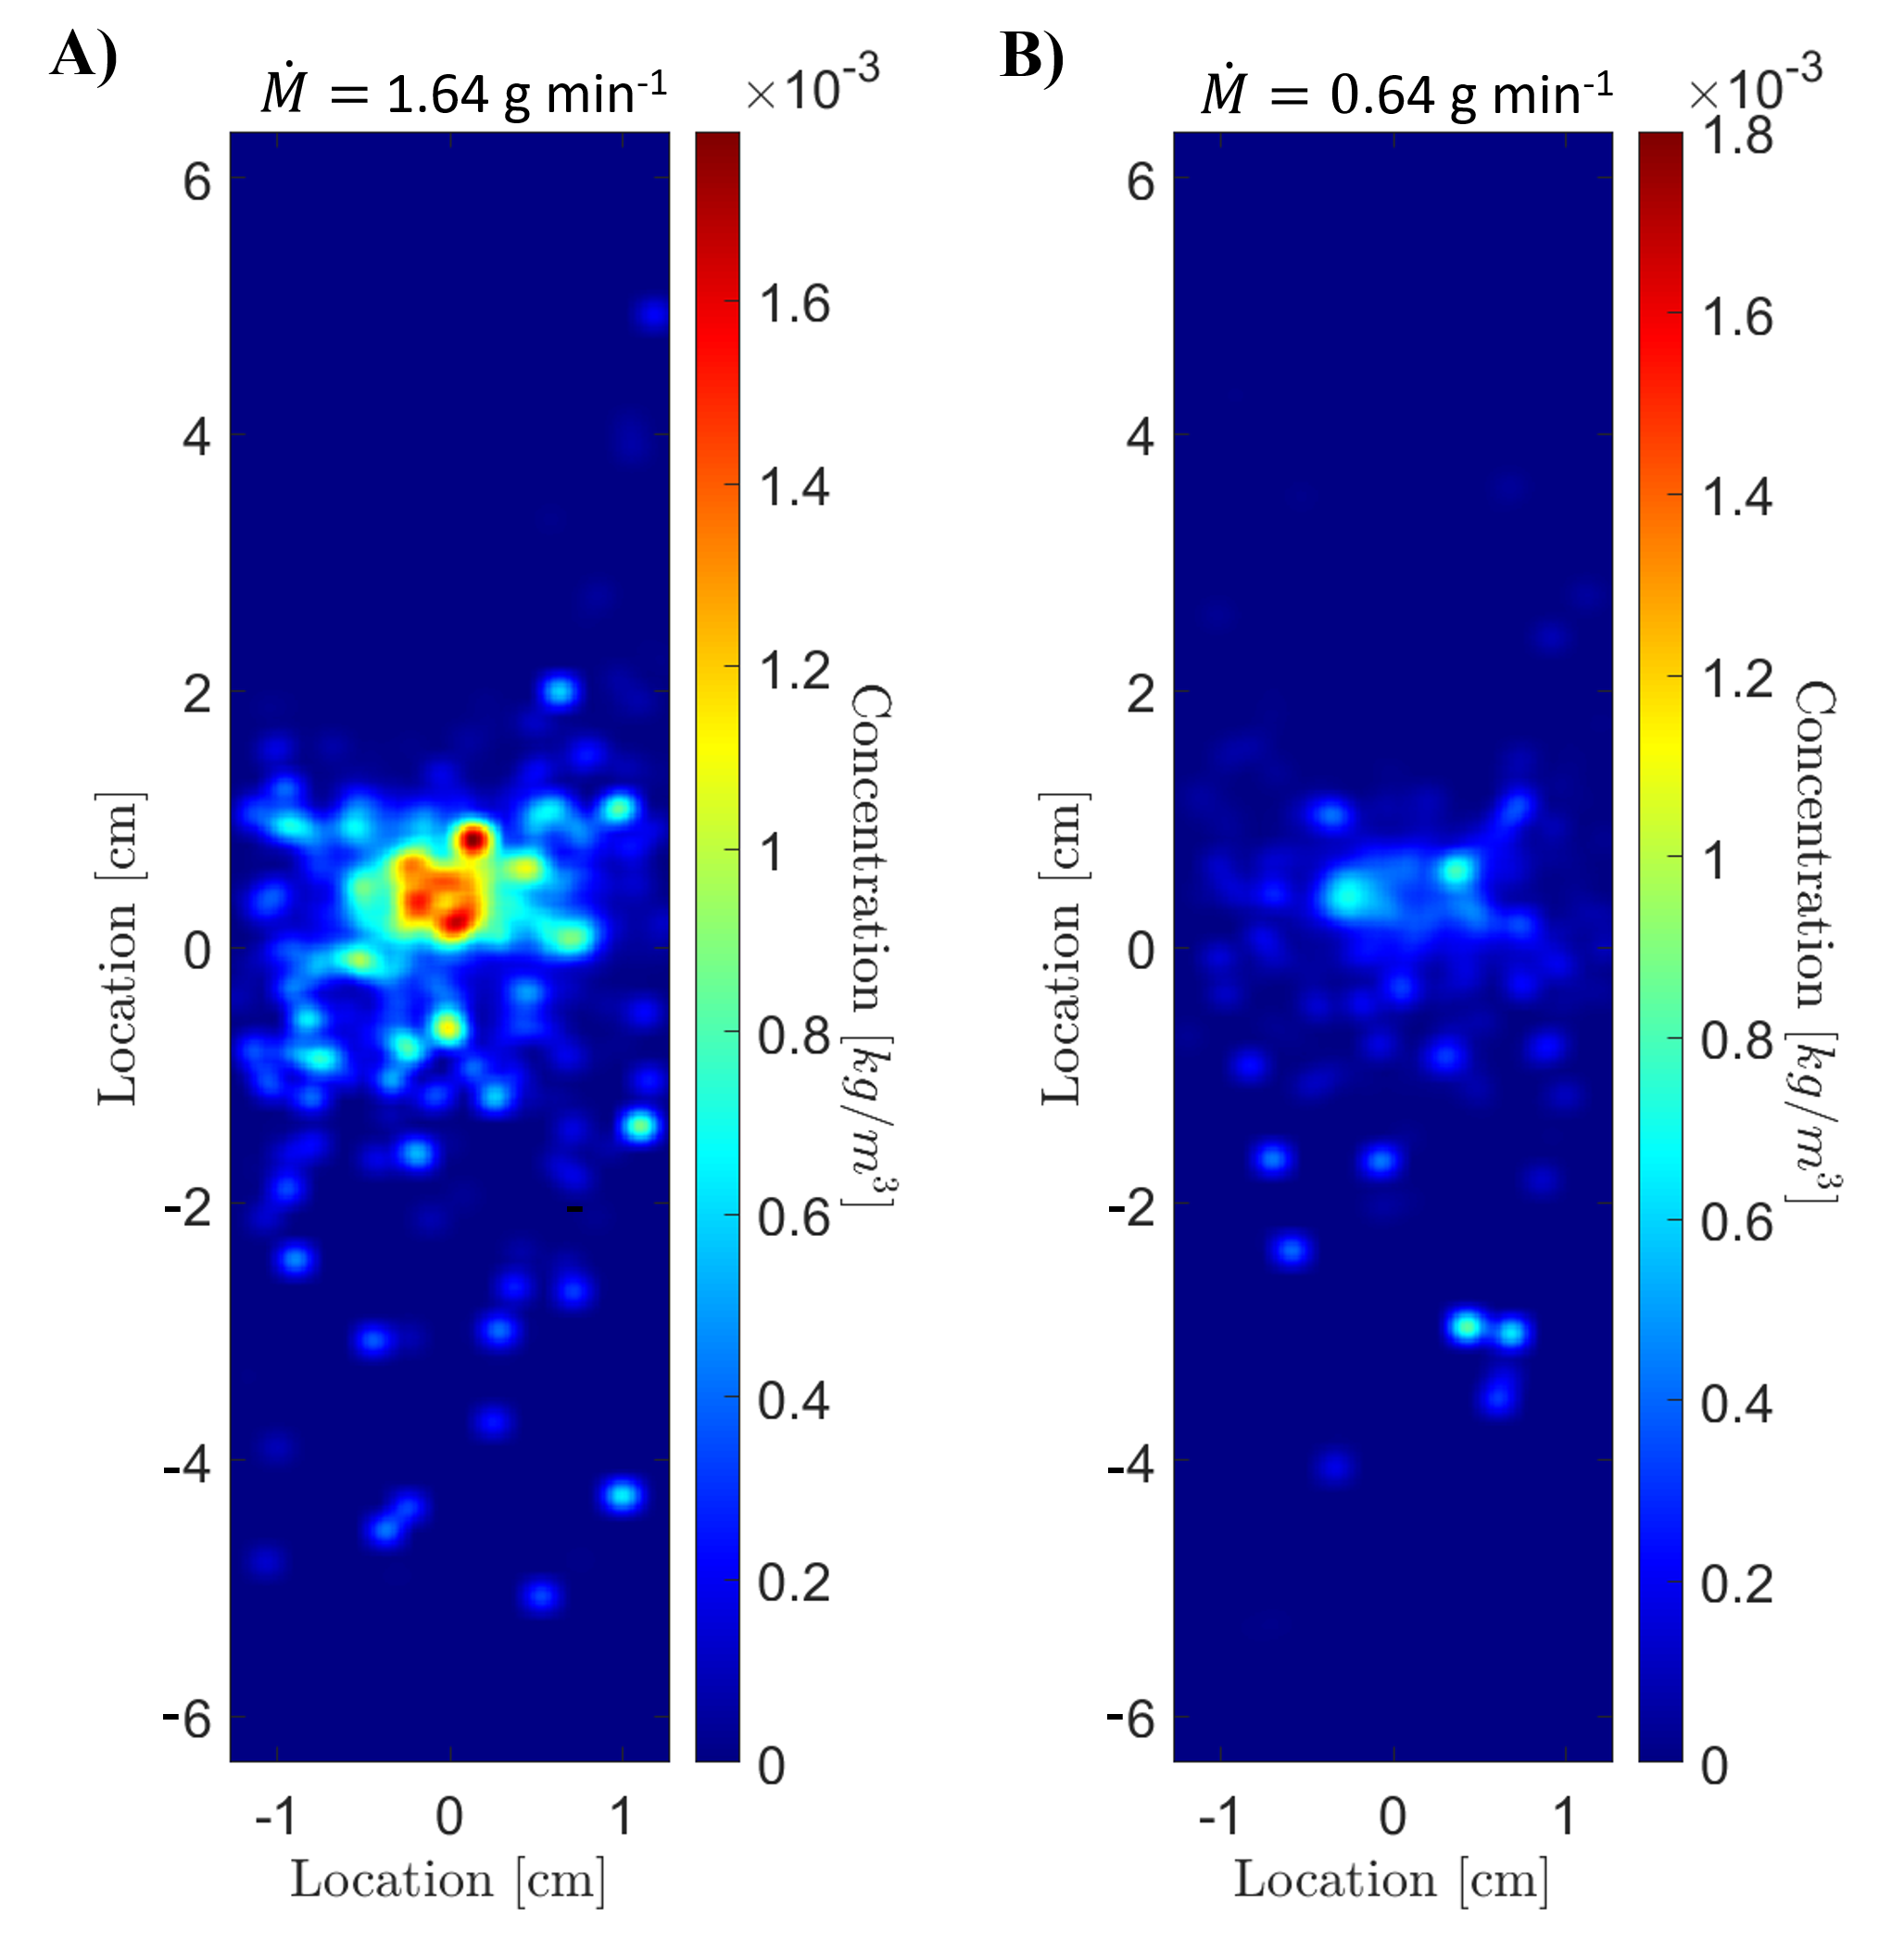 A)
Ṁ = 1.64 g min⁻¹
×10⁻³
6
4
2
0
-2
-4
-6
-1 0 1
Location [cm]
Location [cm]
1.6
1.4
1.2
1
0.8
0.6
0.4
0.2
0
Concentration [kg/m³]
B)
Ṁ = 0.64 g min⁻¹
×10⁻³
6
4
2
0
-2
-4
-6
-1 0 1
Location [cm]
Location [cm]
1.8
1.6
1.4
1.2
1
0.8
0.6
0.4
0.2
0
Concentration [kg/m³]